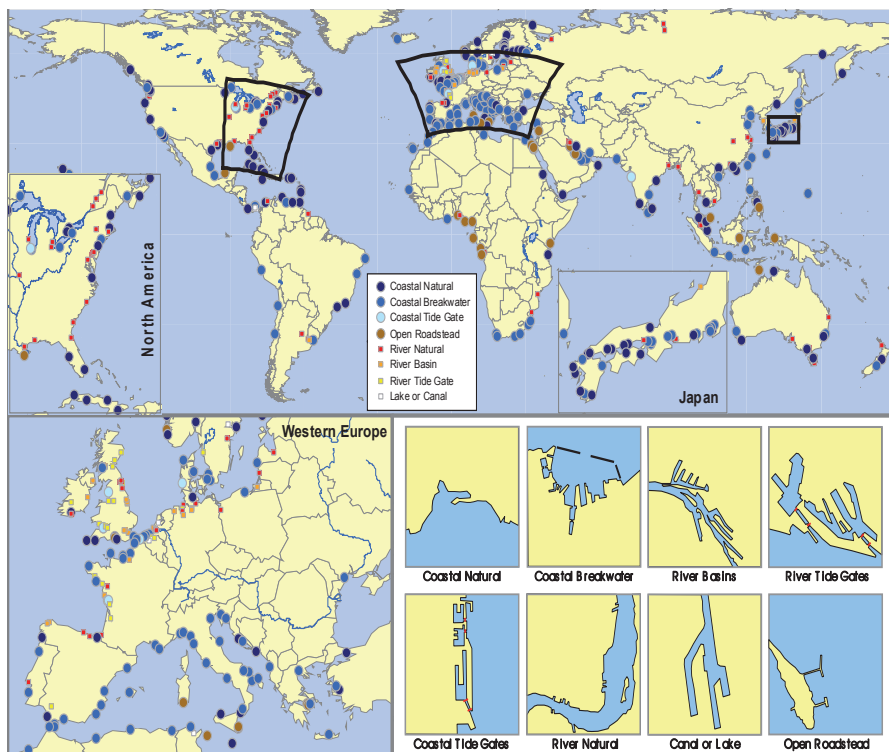 North America
Coastal Natural
Coastal Breakwater
Coastal Tide Gate
Open Roadstead
River Natural
River Basin
River Tide Gate
Lake or Canal
Japan
Western Europe
Coastal Natural
Coastal Breakwater
River Basins
River Tide Gates
Coastal Tide Gates
River Natural
Canal or Lake
Open Roadstead